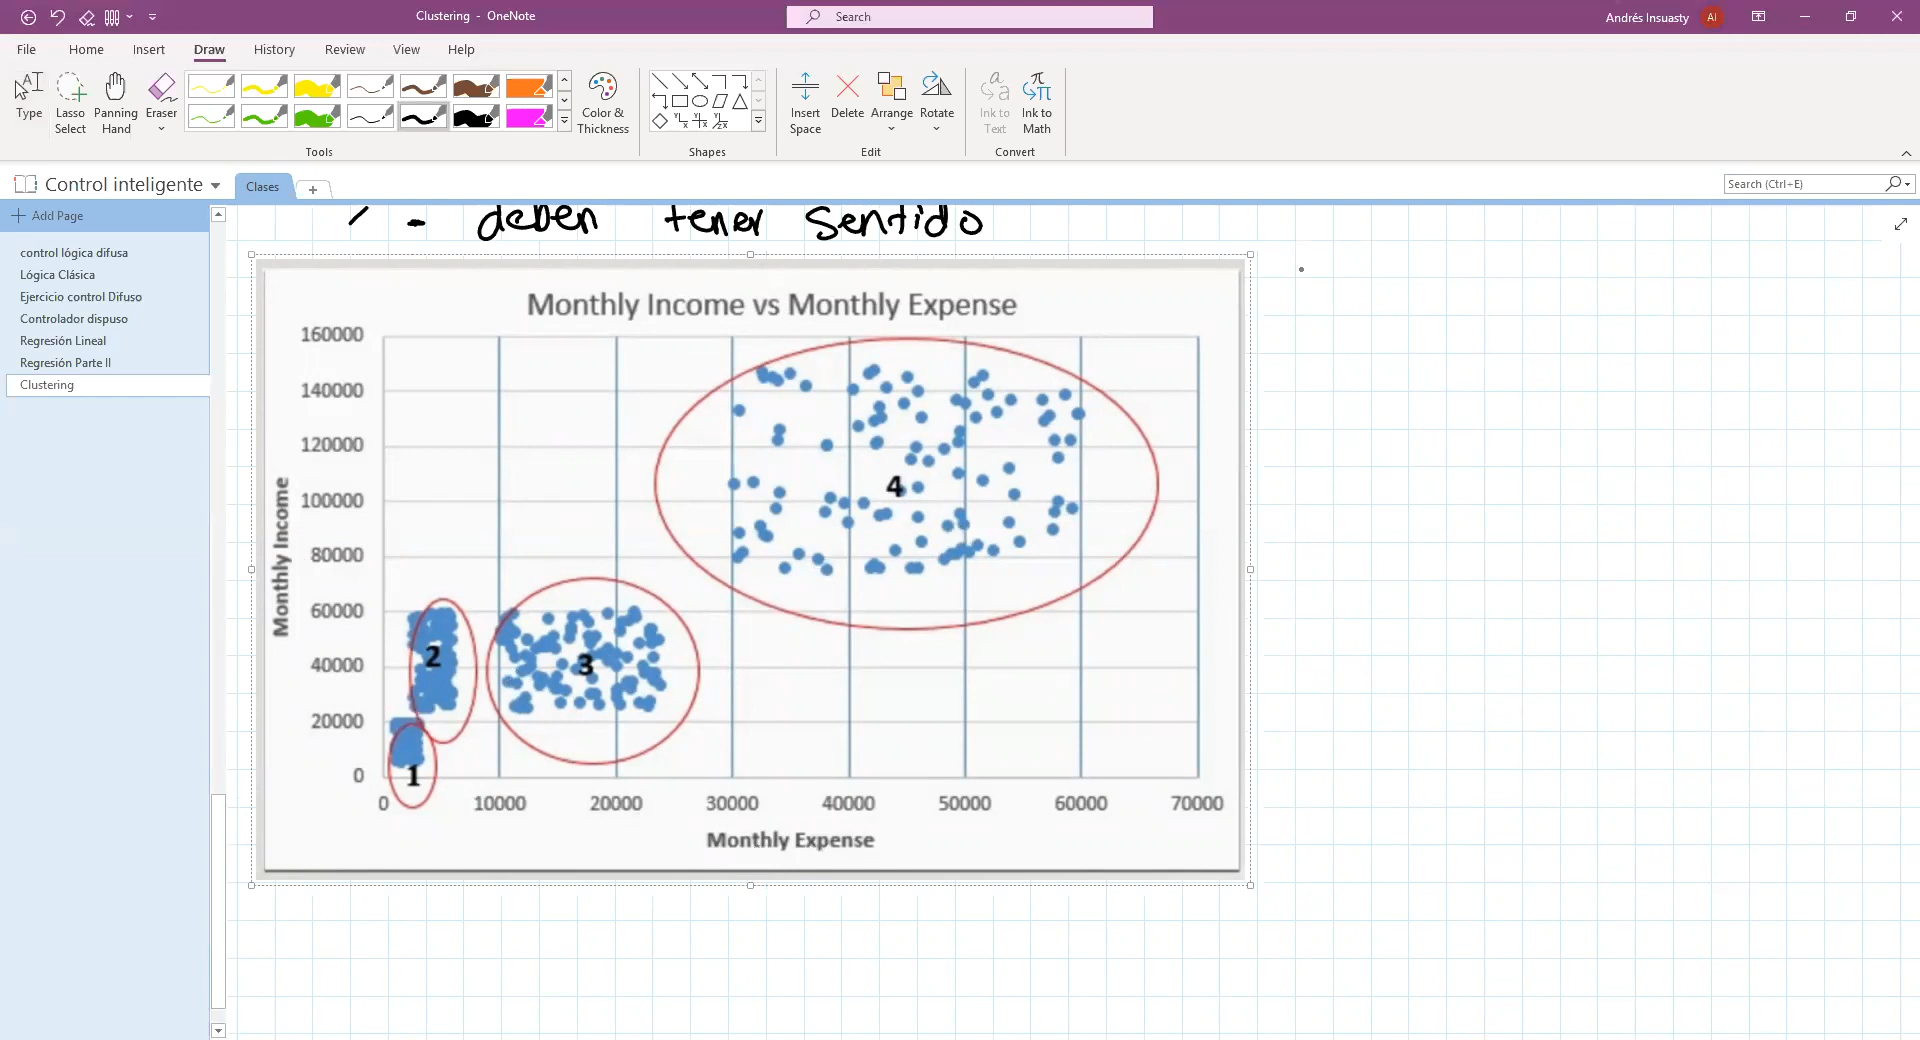 Clustering - OneNote
Search
Andrés Insuasty
AI
File Home Insert Draw History Review View Help
Type
Lasso Select
Panning Hand
Eraser
Color & Thickness
Insert Space
Delete
Arrange
Rotate
Ink to Text
Ink to Math
Tools
Shapes
Edit
Convert
Control inteligente
Clases
Search (Ctrl+E)
Add Page
control lógica difusa
Lógica Clásica
Ejercicio control Difuso
Controlador dispuso
Regresión Lineal
Regresión Parte II
Clustering
- deben tener sentido
Monthly Income vs Monthly Expense
Monthly Income
160000
140000
120000
100000
80000
60000
40000
20000
0
4
2
3
1
0 10000 20000 30000 40000 50000 60000 70000
Monthly Expense